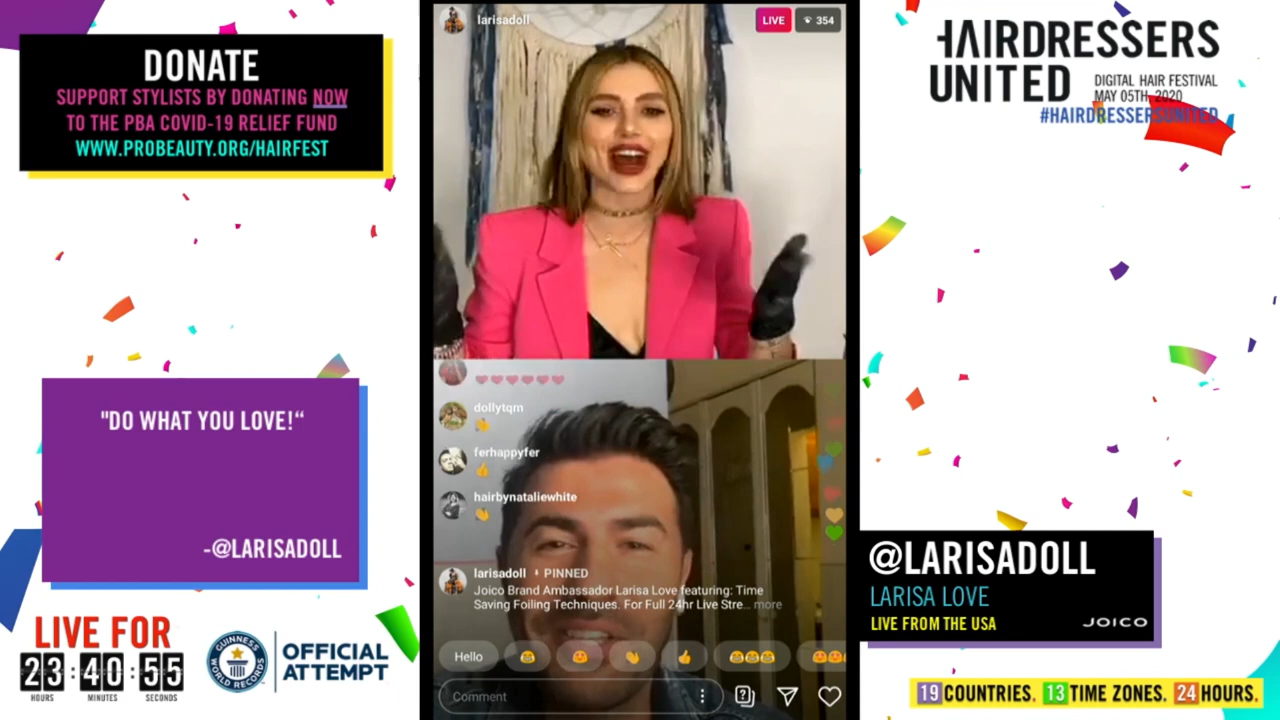 DONATE
SUPPORT STYLISTS BY DONATING NOW
TO THE PBA COVID-19 RELIEF FUND
WWW.PROBEAUTY.ORG/HAIRFEST
"DO WHAT YOU LOVE!“
-@LARISADOLL
LIVE FOR
23:40:55
HOURS MINUTES SECONDS
GUINNESS WORLD RECORDS
OFFICIAL
ATTEMPT
larisadoll
LIVE 354
dollytqm
ferhappyfer
hairbynataliewhite
larisadoll PINNED
Joico Brand Ambassador Larisa Love featuring: Time
Saving Foiling Techniques. For Full 24hr Live Stre... more
Hello
Comment
HAIRDRESSERS
UNITED
DIGITAL HAIR FESTIVAL
MAY 05TH, 2020
#HAIRDRESSERSUNITED
@LARISADOLL
LARISA LOVE
LIVE FROM THE USA
JOICO
19 COUNTRIES. 13 TIME ZONES. 24 HOURS.